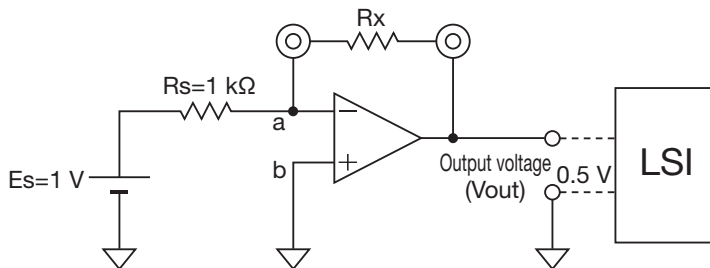 Rx
Rs=1 kΩ
a
−
b
+
Es=1 V
Output voltage
(Vout)
0.5 V
LSI